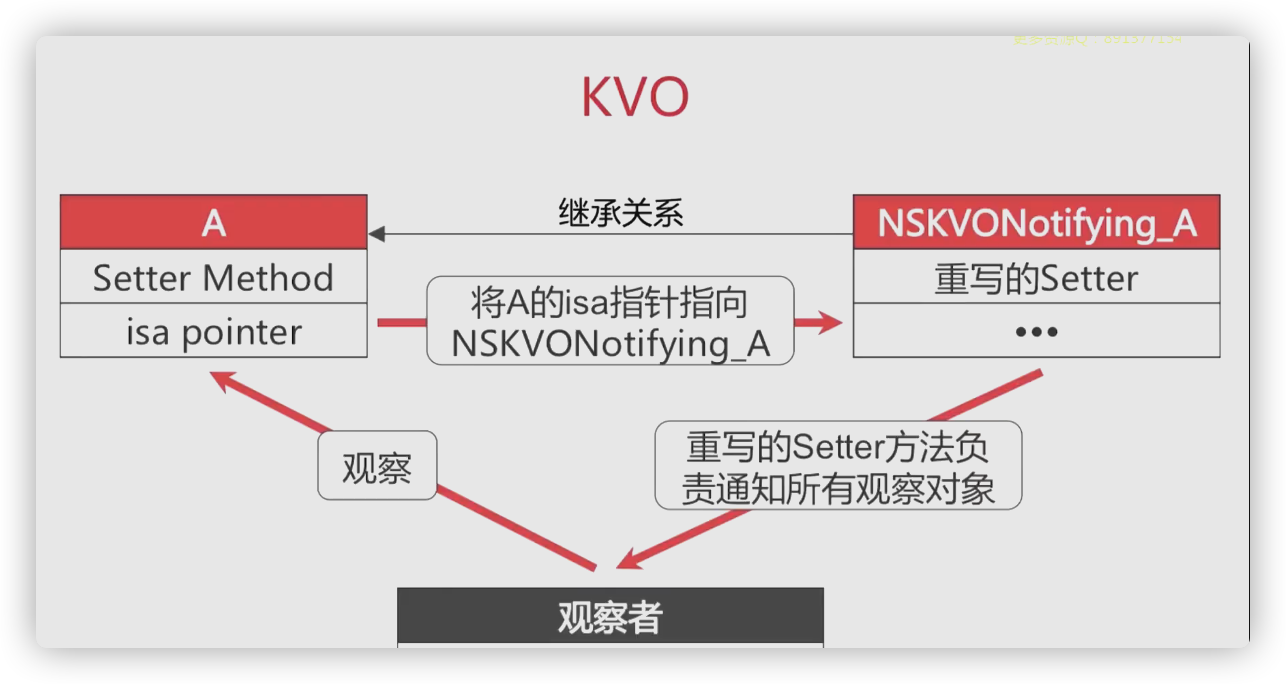 KVO
A
继承关系
NSKVONotifying_A
Setter Method
重写的Setter
isa pointer
将A的isa指针指向
NSKVONotifying_A
•••
观察
重写的Setter方法负
责通知所有观察对象
观察者